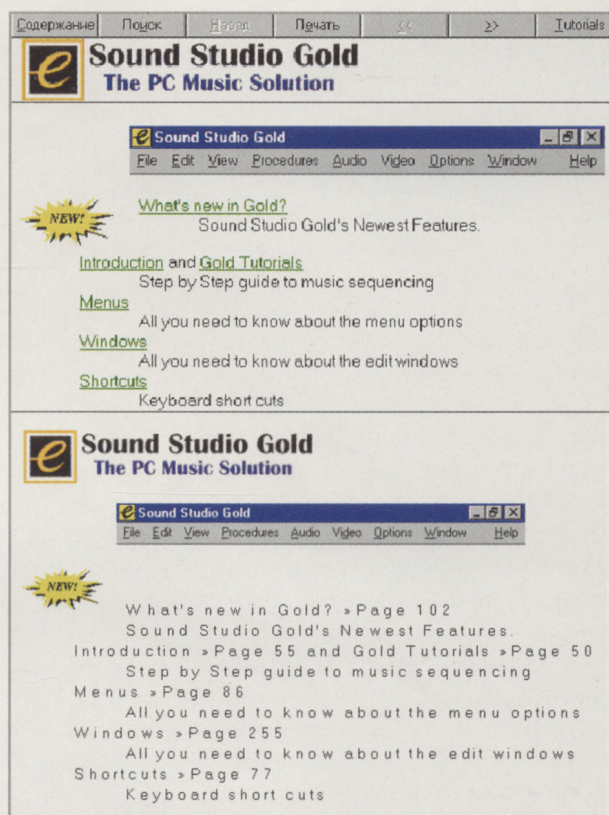 Содержание Поиск Назад Печать << >> Tutorials
e Sound Studio Gold
The PC Music Solution
e Sound Studio Gold
File Edit View Procedures Audio Video Options Window Help
NEW! What's new in Gold?
Sound Studio Gold's Newest Features.
Introduction and Gold Tutorials
Step by Step guide to music sequencing
Menus
All you need to know about the menu options
Windows
All you need to know about the edit windows
Shortcuts
Keyboard short cuts
e Sound Studio Gold
The PC Music Solution
e Sound Studio Gold
File Edit View Procedures Audio Video Options Window Help
NEW!
What's new in Gold? »Page 102
Sound Studio Gold's Newest Features.
Introduction »Page 55 and Gold Tutorials »Page 50
Step by Step guide to music sequencing
Menus »Page 86
All you need to know about the menu options
Windows »Page 255
All you need to know about the edit windows
Shortcuts »Page 77
Keyboard short cuts